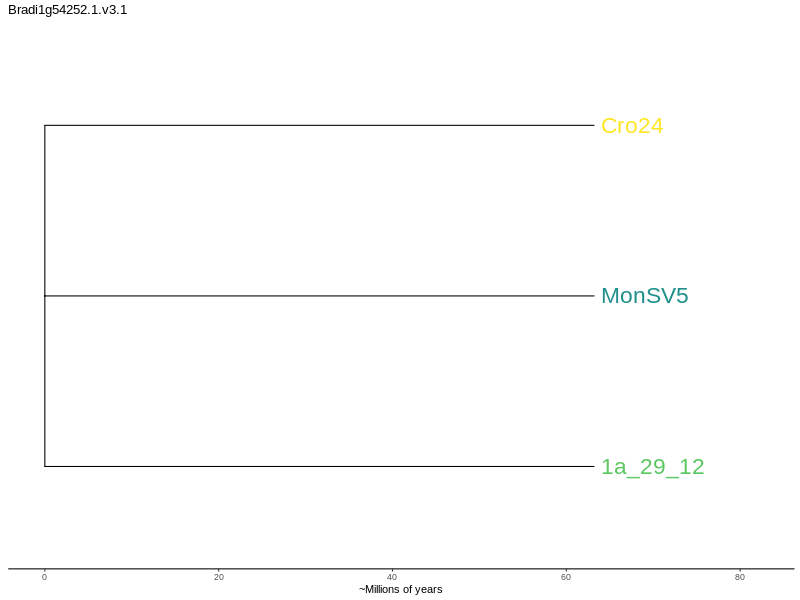 Bradi1g54252.1.v3.1
Cro24
MonSV5
1a_29_12
0 20 40 60 80
~Millions of years